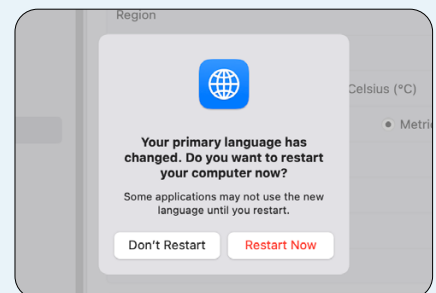 Region
Celsius (°C)
Your primary language has
changed. Do you want to restart
your computer now?
Some applications may not use the new
language until you restart.
Don't Restart
Restart Now